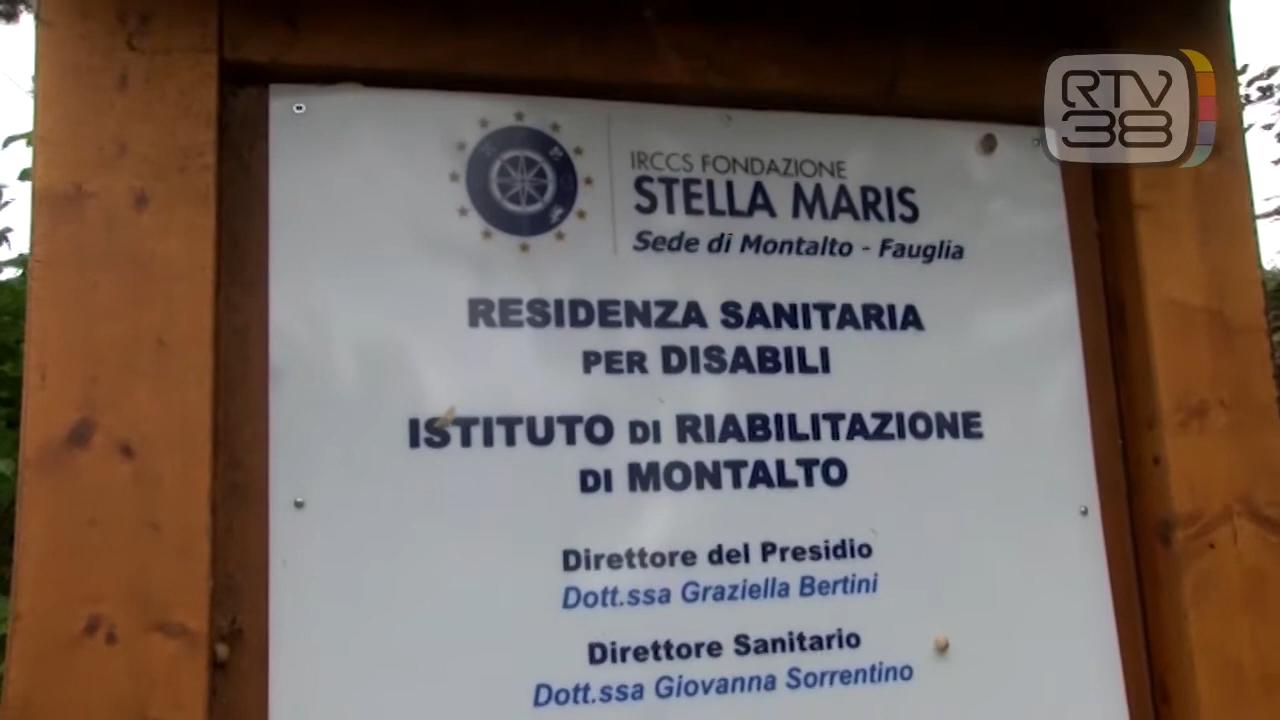 RTV
38
IRCCS FONDAZIONE
STELLA MARIS
Sede di Montalto - Fauglia
RESIDENZA SANITARIA
PER DISABILI
ISTITUTO DI RIABILITAZIONE
DI MONTALTO
Direttore del Presidio
Dott.ssa Graziella Bertini
Direttore Sanitario
Dott.ssa Giovanna Sorrentino